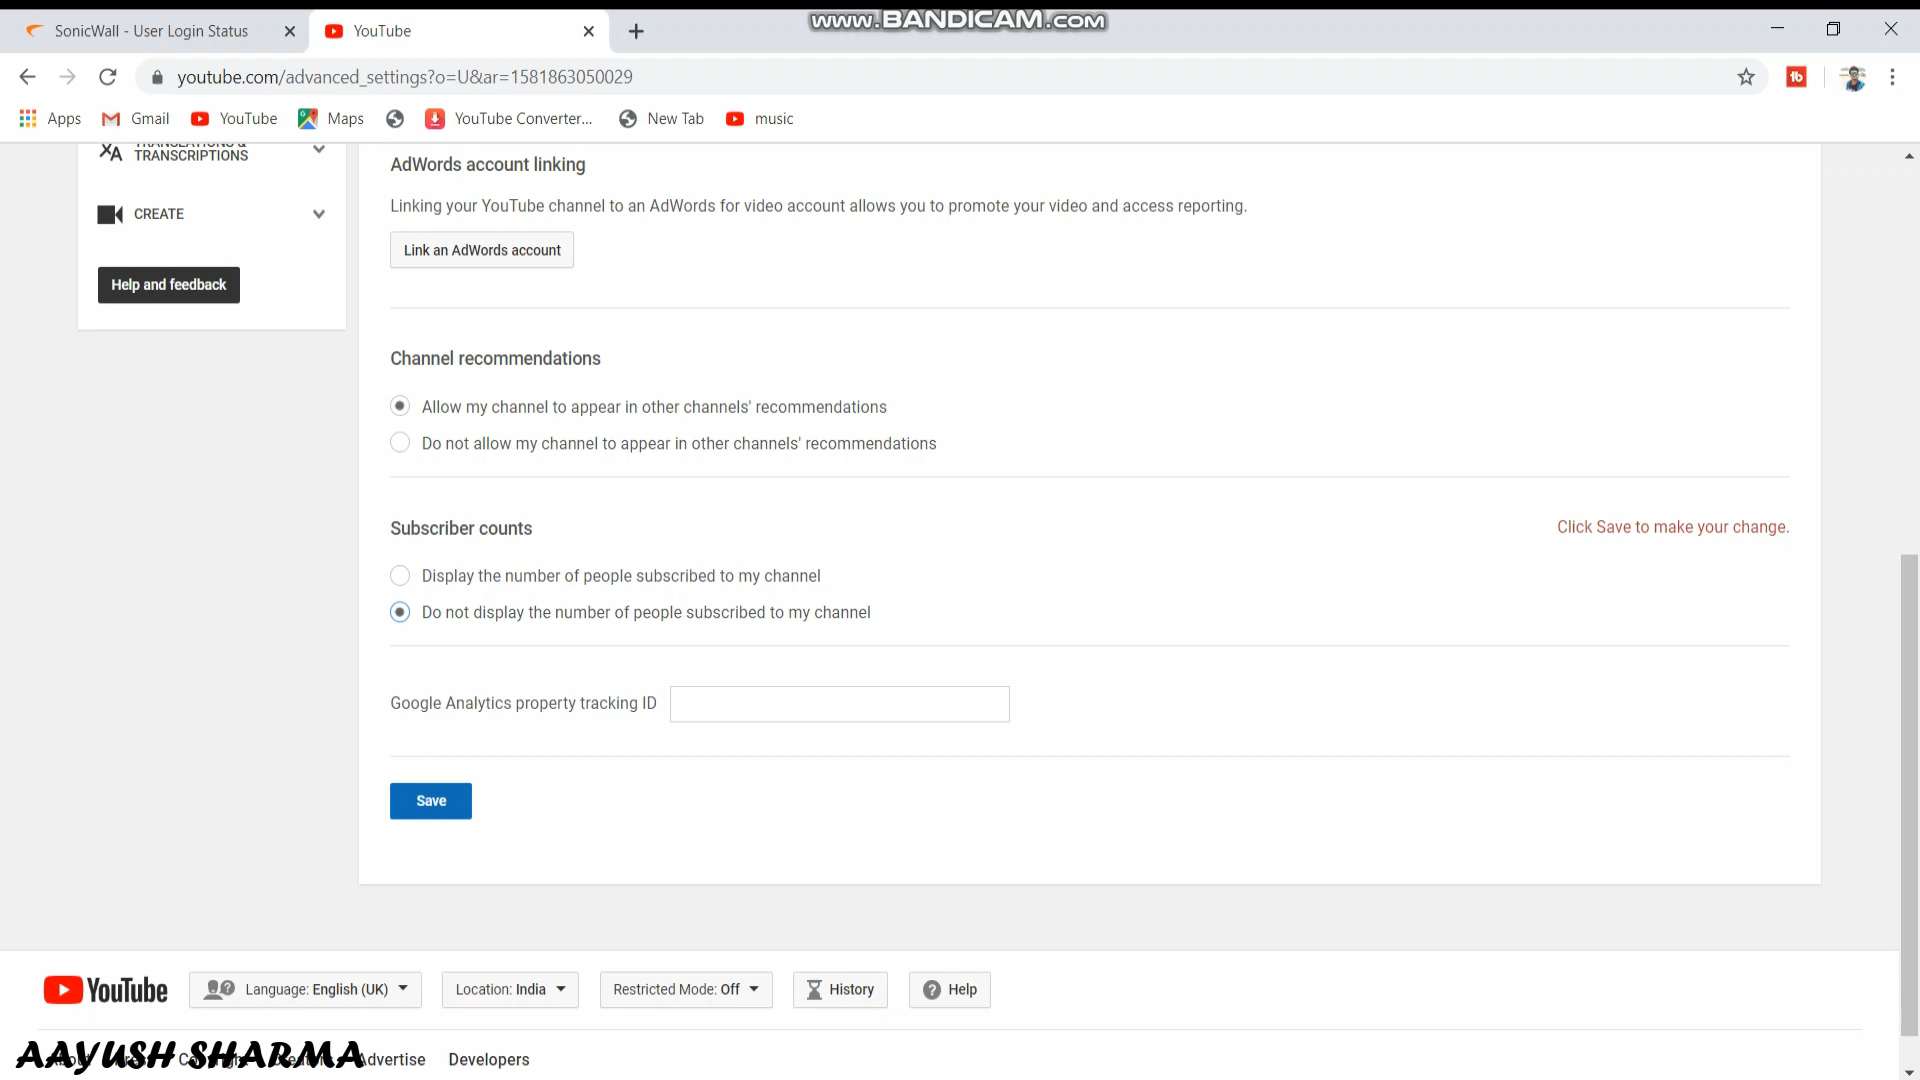 www.BANDICAM.com
SonicWall - User Login Status
YouTube
youtube.com/advanced_settings?o=U&ar=1581863050029
Apps
Gmail
YouTube
Maps
YouTube Converter...
New Tab
music
TRANSLATIONS &
TRANSCRIPTIONS
CREATE
Help and feedback
AdWords account linking
Linking your YouTube channel to an AdWords for video account allows you to promote your video and access reporting.
Link an AdWords account
Channel recommendations
Allow my channel to appear in other channels' recommendations
Do not allow my channel to appear in other channels' recommendations
Subscriber counts
Click Save to make your change.
Display the number of people subscribed to my channel
Do not display the number of people subscribed to my channel
Google Analytics property tracking ID
Save
YouTube
Language: English (UK)
Location: India
Restricted Mode: Off
History
Help
AAYUSH SHARMA
Advertise
Developers